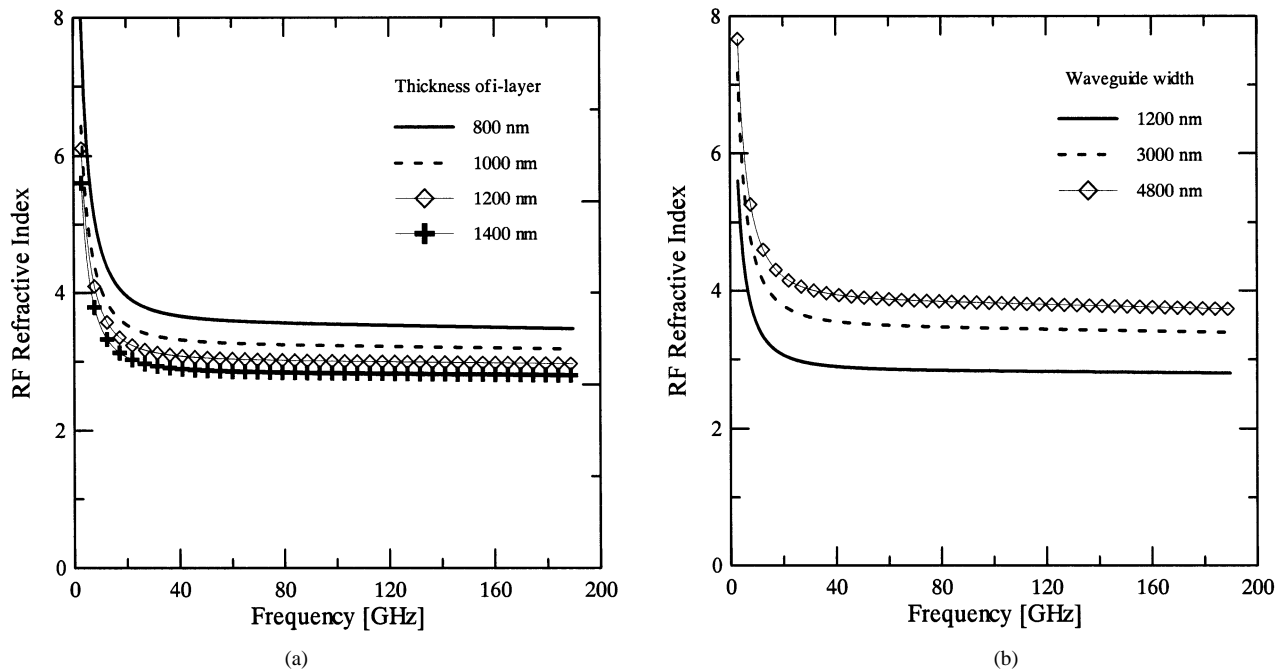 8
6
4
2
0
RF Refractive Index
Thickness of i-layer
800 nm
1000 nm
1200 nm
1400 nm
0 40 80 120 160 200
Frequency [GHz]
(a)
8
6
4
2
0
RF Refractive Index
Waveguide width
1200 nm
3000 nm
4800 nm
0 40 80 120 160 200
Frequency [GHz]
(b)